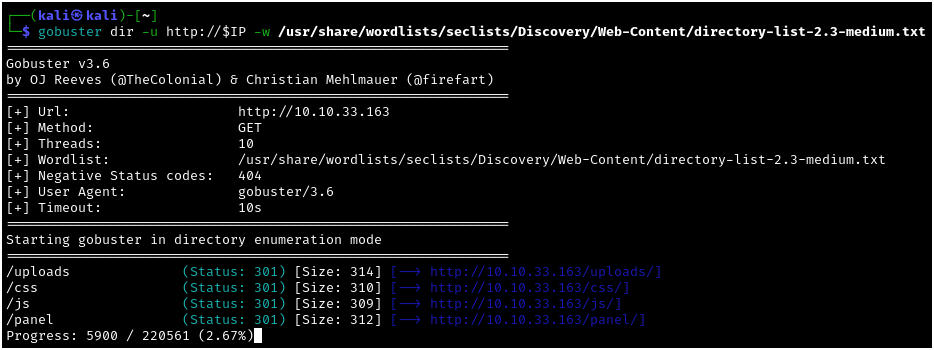 ┌──(kali㉿kali)-[~]
└─$ gobuster dir -u http://$IP -w /usr/share/wordlists/seclists/Discovery/Web-Content/directory-list-2.3-medium.txt
===============================================================
Gobuster v3.6
by OJ Reeves (@TheColonial) & Christian Mehlmauer (@firefart)
===============================================================
[+] Url:                     http://10.10.33.163
[+] Method:                  GET
[+] Threads:                 10
[+] Wordlist:                /usr/share/wordlists/seclists/Discovery/Web-Content/directory-list-2.3-medium.txt
[+] Negative Status codes:   404
[+] User Agent:              gobuster/3.6
[+] Timeout:                 10s
===============================================================
Starting gobuster in directory enumeration mode
===============================================================
/uploads              (Status: 301) [Size: 314] [--> http://10.10.33.163/uploads/]
/css                  (Status: 301) [Size: 310] [--> http://10.10.33.163/css/]
/js                   (Status: 301) [Size: 309] [--> http://10.10.33.163/js/]
/panel                (Status: 301) [Size: 312] [--> http://10.10.33.163/panel/]
Progress: 5900 / 220561 (2.67%)